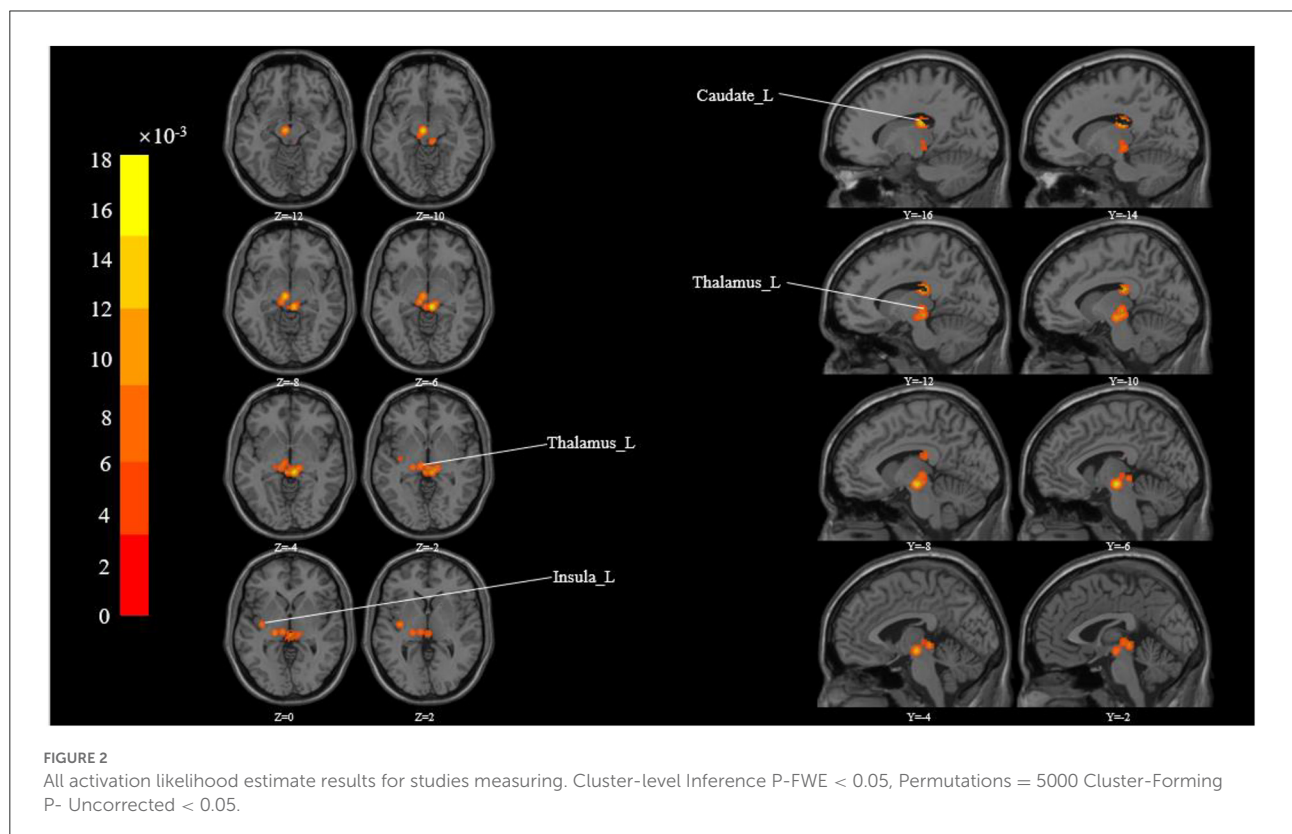 ×10-3
18
16
14
12
10
8
6
4
2
0
Z=-12
Z=-10
Z=-8
Z=-6
Z=-4
Z=-2
Thalamus_L
Insula_L
Z=0
Z=2
Caudate_L
Y=-16
Y=-14
Thalamus_L
Y=-12
Y=-10
Y=-8
Y=-6
Y=-4
Y=-2
FIGURE 2
All activation likelihood estimate results for studies measuring. Cluster-level Inference P-FWE < 0.05, Permutations = 5000 Cluster-Forming
P- Uncorrected < 0.05.